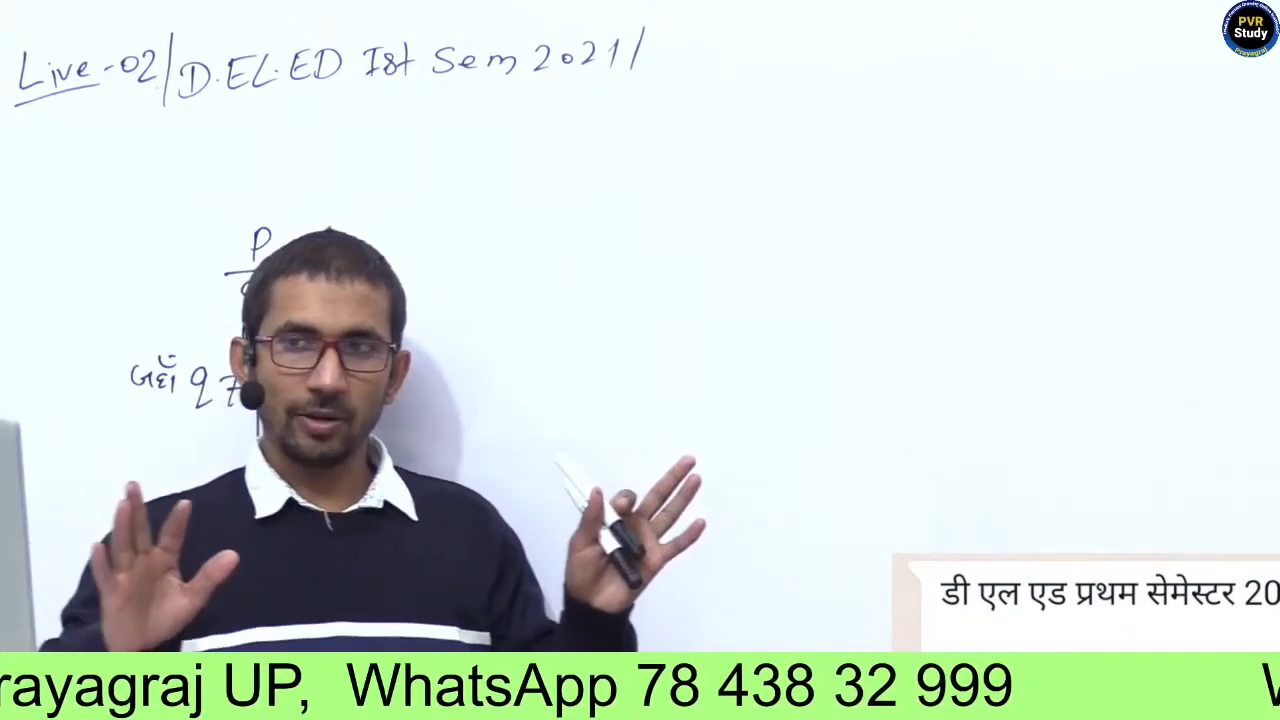 Live-02/D.EL.ED Ist Sem 2021/
P
जहाँ q ≠
PVR
Study
Prayagraj
डी एल एड प्रथम सेमेस्टर 20
rayagraj UP, WhatsApp 78 438 32 999